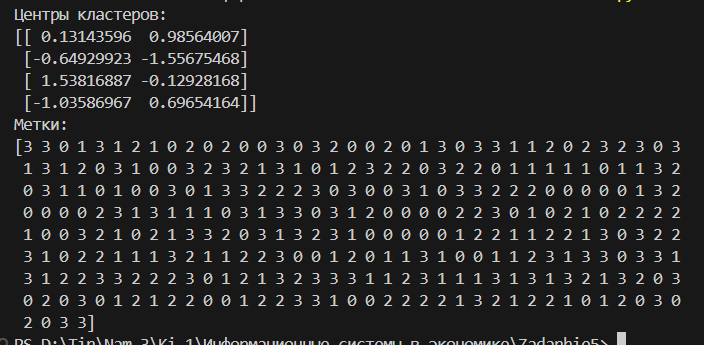 Центры кластеров:
[[ 0.13143596 0.98564007]
[-0.64929923 -1.55675468]
[ 1.53816887 -0.12928168]
[-1.03586967 0.69654164]]
Метки:
[3 3 0 1 3 1 2 1 0 2 0 2 0 0 3 0 3 2 0 0 2 0 1 3 0 3 3 1 1 2 0 2 3 2 3 0 3
1 3 1 2 0 3 1 0 0 3 2 3 2 1 3 1 0 1 2 3 2 2 0 3 2 2 0 1 1 1 1 1 0 1 1 3 2
0 3 1 1 0 1 0 0 3 0 1 3 3 2 2 2 3 0 3 0 0 3 1 0 3 3 2 2 2 0 0 0 0 0 1 3 2
0 0 0 0 2 3 1 3 1 1 1 0 3 1 3 3 0 3 1 2 0 0 0 0 2 2 3 0 1 0 2 1 0 2 2 2 2
1 0 0 3 2 1 0 2 1 3 3 2 0 3 1 3 2 3 1 0 0 0 0 0 1 2 2 1 1 2 2 1 3 0 3 2 2
3 1 0 2 2 1 1 1 3 2 1 1 2 2 3 0 0 1 2 0 1 1 3 1 0 0 1 1 2 3 1 3 3 0 3 3 1
3 1 2 2 3 3 2 2 2 3 0 1 2 1 3 2 3 3 3 1 1 2 3 1 1 1 3 1 3 1 3 2 1 3 2 0 3
0 2 0 3 0 1 2 1 2 2 0 0 1 2 2 3 3 1 0 0 2 2 2 2 1 3 2 1 2 2 1 0 1 2 0 3 0
2 0 3 3]
PS D:\Tin\Nam 3\Ki 1\Информационные системы в экономике\Zadanhie5>